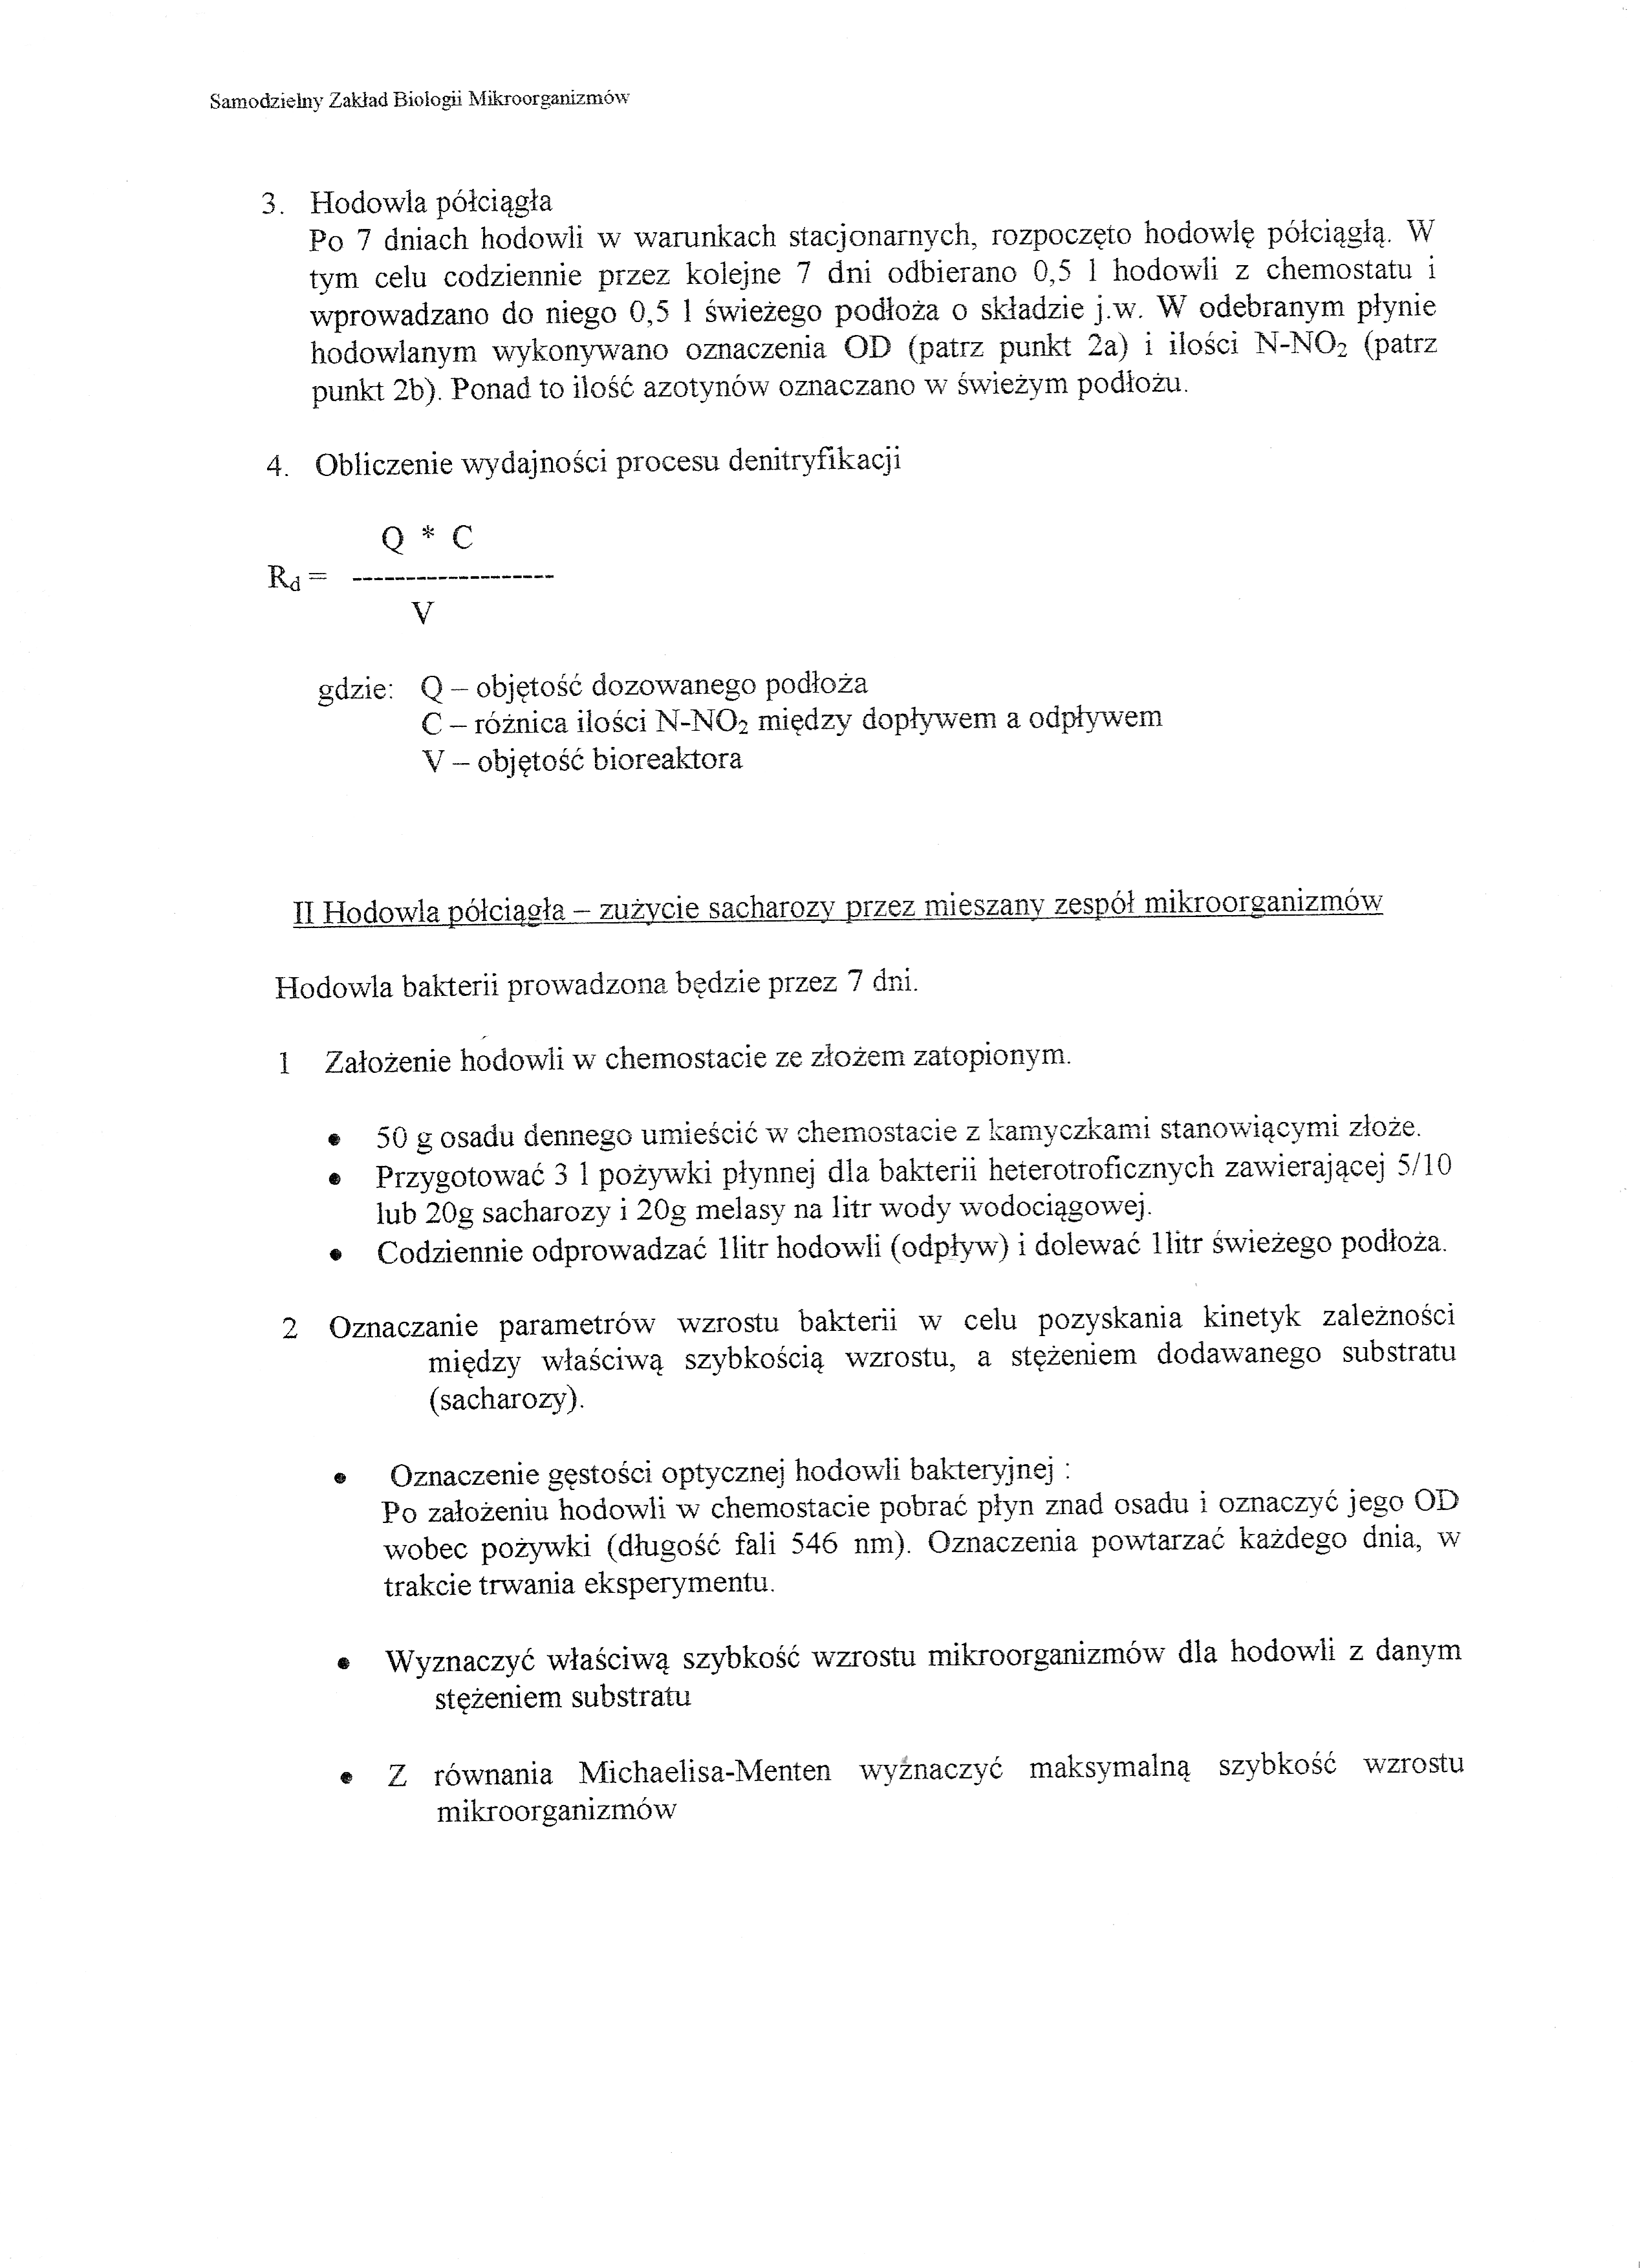 Samodzielny Zakład Biologii Mikroorganizmów
3. Hodowla półciągła
Po 7 dniach hodowli w warunkach stacjonarnych, rozpoczęto hodowlę półciągłą. W
tym celu codziennie przez kolejne 7 dni odbierano 0,5 l hodowli z chemostatu i
wprowadzano do niego 0,5 l świeżego podłoża o składzie j.w. W odebranym płynie
hodowlanym wykonywano oznaczenia OD (patrz punkt 2a) i ilości N-NO₂ (patrz
punkt 2b). Ponad to ilość azotynów oznaczano w świeżym podłożu.
4. Obliczenie wydajności procesu denitryfikacji
Q * C
Rd = -------------------
V
gdzie: Q – objętość dozowanego podłoża
C – różnica ilości N-NO₂ między dopływem a odpływem
V – objętość bioreaktora
II Hodowla półciągła – zużycie sacharozy przez mieszany zespół mikroorganizmów
Hodowla bakterii prowadzona będzie przez 7 dni.
1 Założenie hodowli w chemostacie ze złożem zatopionym.
• 50 g osadu dennego umieścić w chemostacie z kamyczkami stanowiącymi złoże.
• Przygotować 3 l pożywki płynnej dla bakterii heterotroficznych zawierającej 5/10
lub 20g sacharozy i 20g melasy na litr wody wodociągowej.
• Codziennie odprowadzać 1litr hodowli (odpływ) i dolewać 1litr świeżego podłoża.
2 Oznaczanie parametrów wzrostu bakterii w celu pozyskania kinetyk zależności
między właściwą szybkością wzrostu, a stężeniem dodawanego substratu
(sacharozy).
• Oznaczenie gęstości optycznej hodowli bakteryjnej :
Po założeniu hodowli w chemostacie pobrać płyn znad osadu i oznaczyć jego OD
wobec pożywki (długość fali 546 nm). Oznaczenia powtarzać każdego dnia, w
trakcie trwania eksperymentu.
• Wyznaczyć właściwą szybkość wzrostu mikroorganizmów dla hodowli z danym
stężeniem substratu
• Z równania Michaelisa-Menten wyznaczyć maksymalną szybkość wzrostu
mikroorganizmów